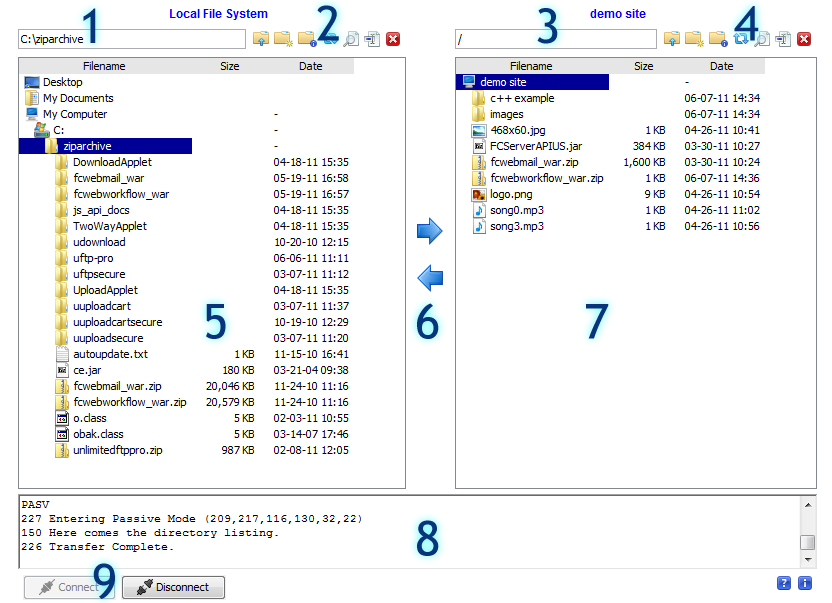 Local File System
demo site
1
2
3
4
C:\ziparchive
/
Filename Size Date
Desktop
My Documents
My Computer -
C: -
ziparchive -
DownloadApplet 04-18-11 15:35
fcwebmail_war 05-19-11 16:58
fcwebworkflow_war 05-19-11 16:57
js_api_docs 04-18-11 15:35
TwoWayApplet 04-18-11 15:35
udownload 10-20-10 12:15
uftp-pro 06-06-11 11:11
uftpsecure 03-07-11 11:12
UploadApplet 04-18-11 15:35
uuploadcart 03-07-11 11:37
uuploadcartsecure 10-19-10 12:29
uuploadsecure 03-07-11 11:20
autoupdate.txt 1 KB 11-15-10 16:41
ce.jar 180 KB 03-21-04 09:38
fcwebmail_war.zip 20,046 KB 11-24-10 11:16
fcwebworkflow_war.zip 20,579 KB 11-24-10 11:16
o.class 5 KB 02-03-11 10:55
obak.class 5 KB 03-14-07 17:46
unlimitedftppro.zip 987 KB 02-08-11 12:05
5
6
Filename Size Date
demo site -
c++ example 06-07-11 14:34
images 06-07-11 14:34
468x60.jpg 1 KB 04-26-11 10:41
FCServerAPIUS.jar 384 KB 03-30-11 10:27
fcwebmail_war.zip 1,600 KB 03-30-11 10:24
fcwebworkflow_war.zip 1 KB 06-07-11 14:36
logo.png 9 KB 04-26-11 10:54
song0.mp3 1 KB 04-26-11 11:02
song3.mp3 1 KB 04-26-11 10:56
7
PASV
227 Entering Passive Mode (209,217,116,130,32,22)
150 Here comes the directory listing.
226 Transfer Complete.
8
Connect
9
Disconnect
? i